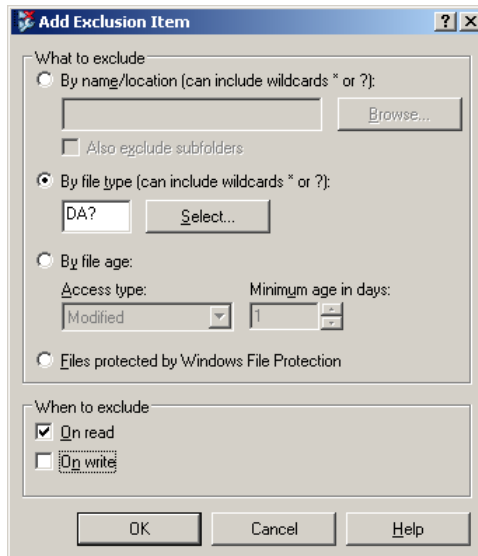 Add Exclusion Item
What to exclude
By name/location (can include wildcards * or ?):
Browse...
Also exclude subfolders
By file type (can include wildcards * or ?):
DA?
Select...
By file age:
Access type:
Minimum age in days:
Modified
1
Files protected by Windows File Protection
When to exclude
On read
On write
OK
Cancel
Help